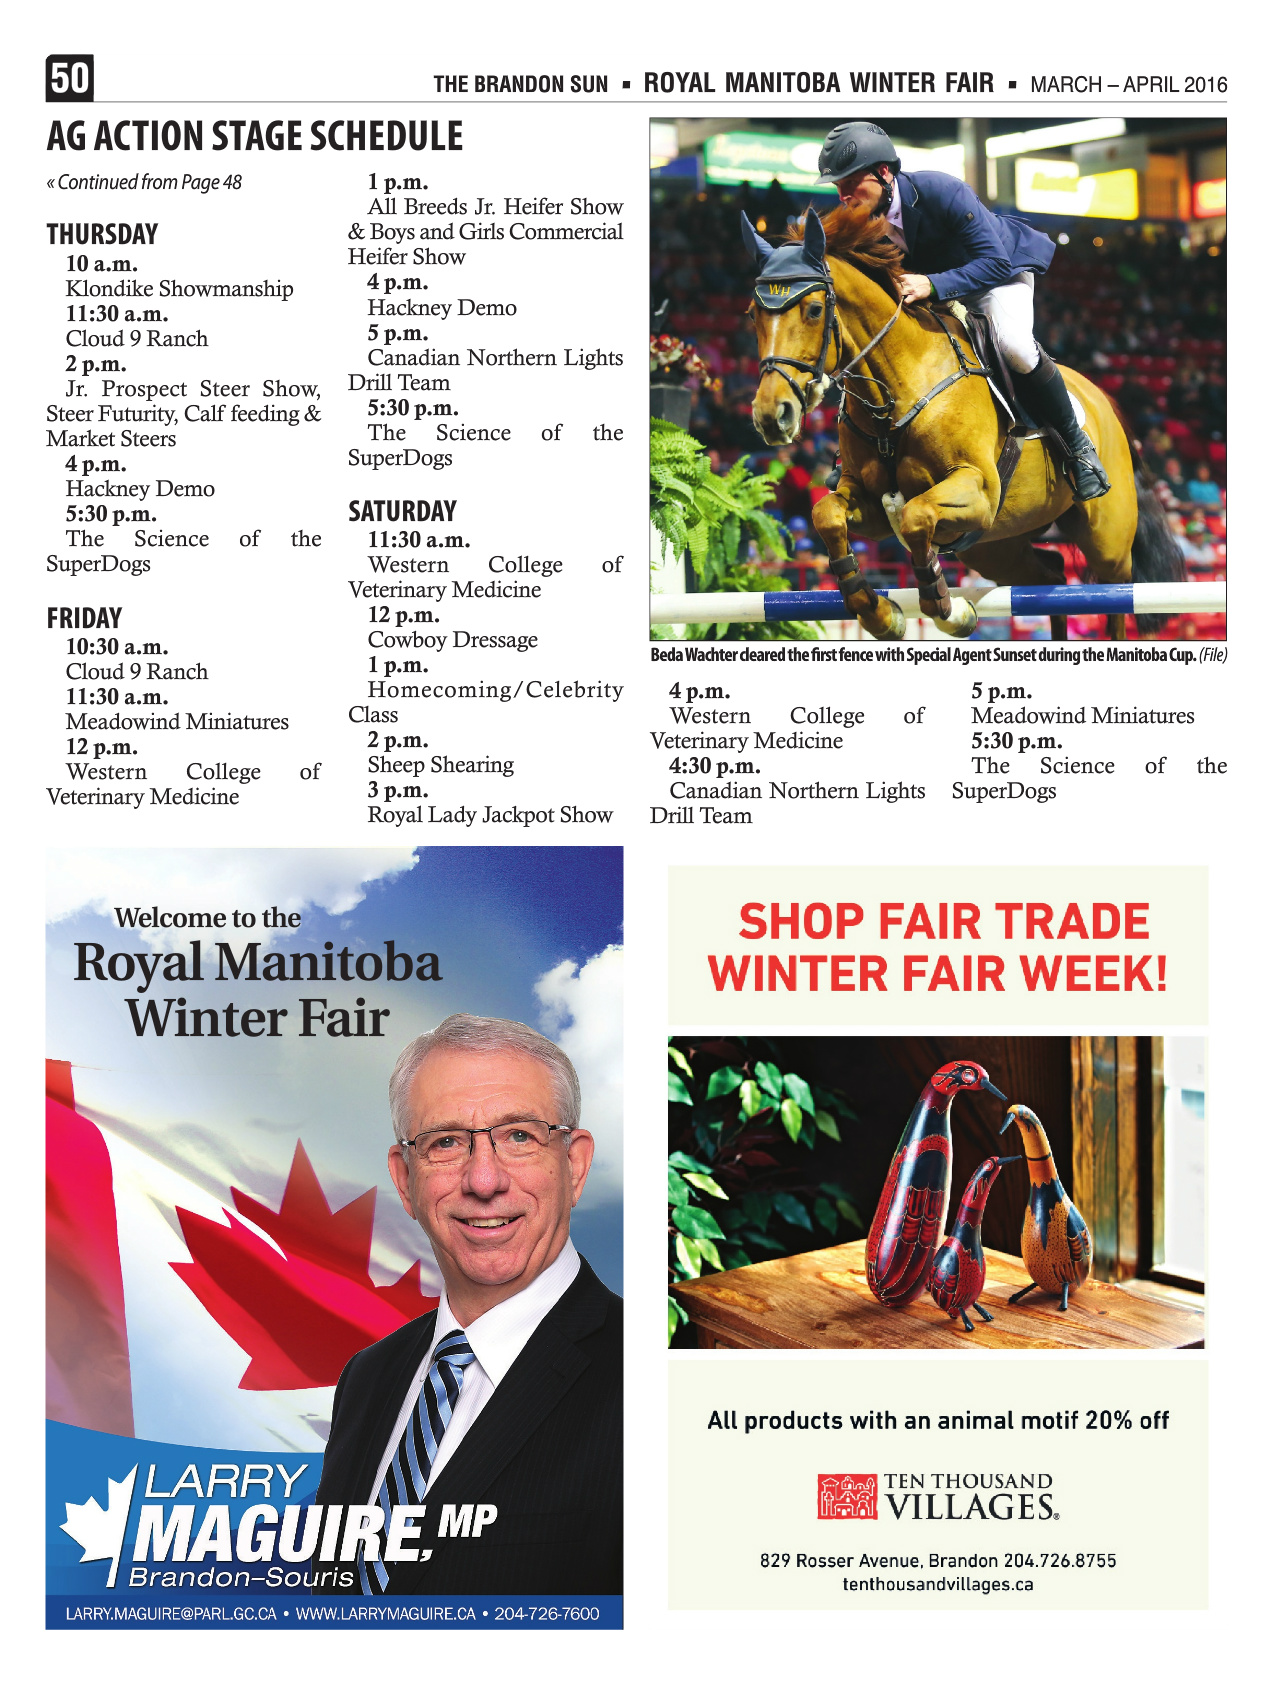 50
THE BRANDON SUN ▪ ROYAL MANITOBA WINTER FAIR ▪ MARCH – APRIL 2016
AG ACTION STAGE SCHEDULE
« Continued from Page 48
THURSDAY
10 a.m.
Klondike Showmanship
11:30 a.m.
Cloud 9 Ranch
2 p.m.
Jr. Prospect Steer Show,
Steer Futurity, Calf feeding &
Market Steers
4 p.m.
Hackney Demo
5:30 p.m.
The Science of the
SuperDogs
FRIDAY
10:30 a.m.
Cloud 9 Ranch
11:30 a.m.
Meadowind Miniatures
12 p.m.
Western College of
Veterinary Medicine
1 p.m.
All Breeds Jr. Heifer Show
& Boys and Girls Commercial
Heifer Show
4 p.m.
Hackney Demo
5 p.m.
Canadian Northern Lights
Drill Team
5:30 p.m.
The Science of the
SuperDogs
SATURDAY
11:30 a.m.
Western College of
Veterinary Medicine
12 p.m.
Cowboy Dressage
1 p.m.
Homecoming/Celebrity
Class
2 p.m.
Sheep Shearing
3 p.m.
Royal Lady Jackpot Show
WH
Beda Wachter cleared the first fence with Special Agent Sunset during the Manitoba Cup. (File)
4 p.m.
Western College of
Veterinary Medicine
4:30 p.m.
Canadian Northern Lights
Drill Team
5 p.m.
Meadowind Miniatures
5:30 p.m.
The Science of the
SuperDogs
Welcome to the
Royal Manitoba
Winter Fair
LARRY
MAGUIRE, MP
Brandon–Souris
LARRY.MAGUIRE@PARL.GC.CA • WWW.LARRYMAGUIRE.CA • 204-726-7600
SHOP FAIR TRADE
WINTER FAIR WEEK!
All products with an animal motif 20% off
TEN THOUSAND
VILLAGES®
829 Rosser Avenue, Brandon 204.726.8755
tenthousandvillages.ca